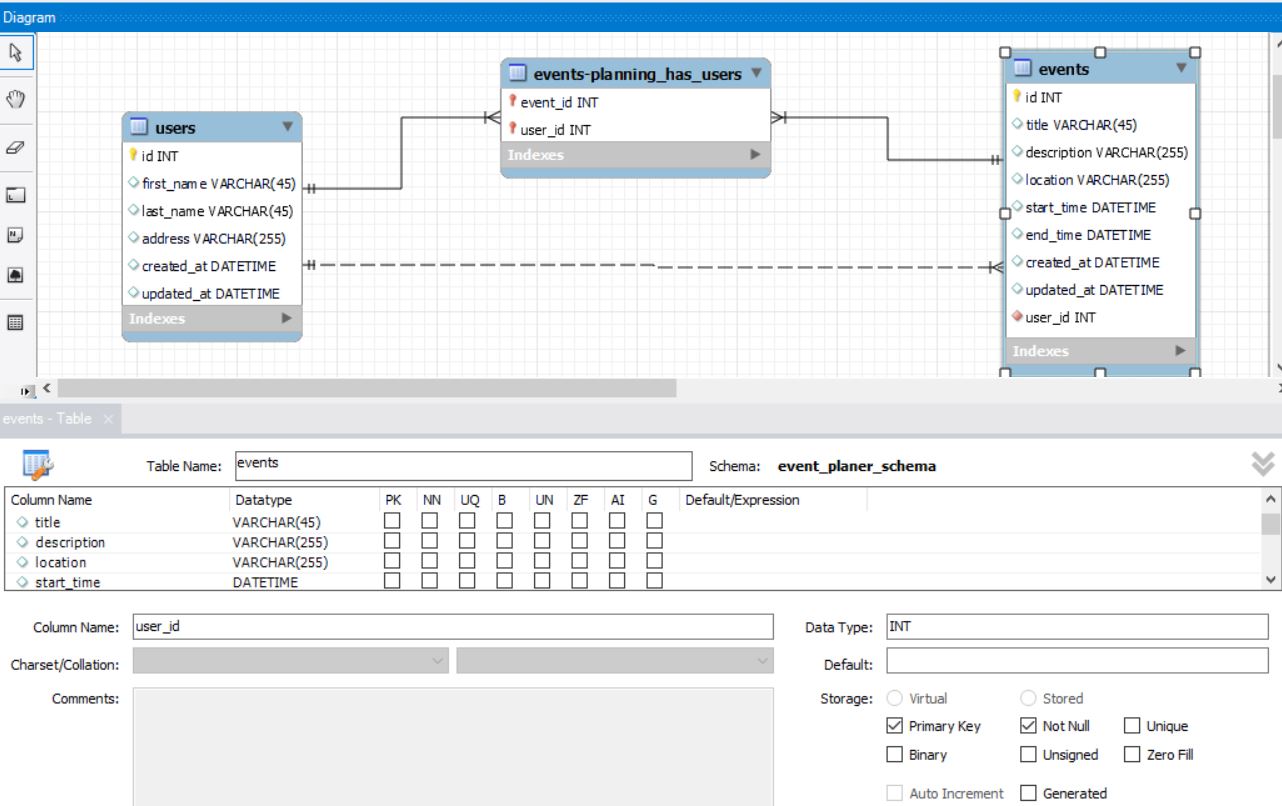 Diagram
users
id INT
first_name VARCHAR(45)
last_name VARCHAR(45)
address VARCHAR(255)
created_at DATETIME
updated_at DATETIME
Indexes
events-planning_has_users
event_id INT
user_id INT
Indexes
events
id INT
title VARCHAR(45)
description VARCHAR(255)
location VARCHAR(255)
start_time DATETIME
end_time DATETIME
created_at DATETIME
updated_at DATETIME
user_id INT
Indexes
events - Table
Table Name: events Schema: event_planer_schema
Column Name Datatype PK NN UQ B UN ZF AI G Default/Expression
title VARCHAR(45)
description VARCHAR(255)
location VARCHAR(255)
start_time DATETIME
Column Name: user_id Data Type: INT
Charset/Collation: Default:
Comments: Storage: Virtual Stored
Primary Key Not Null Unique
Binary Unsigned Zero Fill
Auto Increment Generated